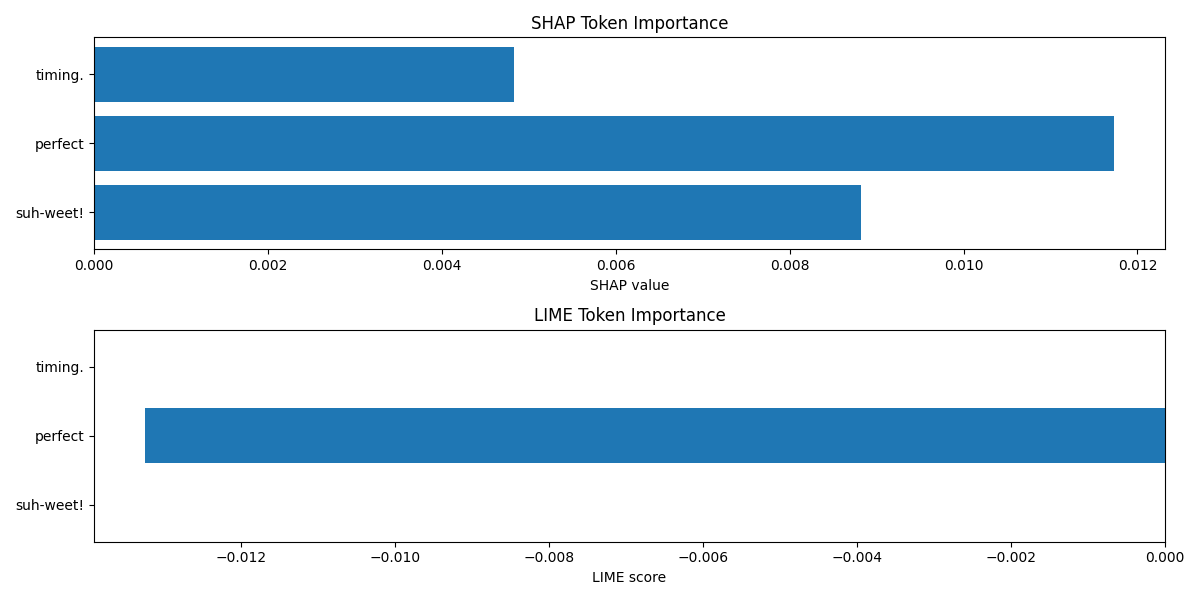 SHAP Token Importance
timing.
perfect
suh-weet!
0.000 0.002 0.004 0.006 0.008 0.010 0.012
SHAP value
LIME Token Importance
timing.
perfect
suh-weet!
−0.012 −0.010 −0.008 −0.006 −0.004 −0.002 0.000
LIME score